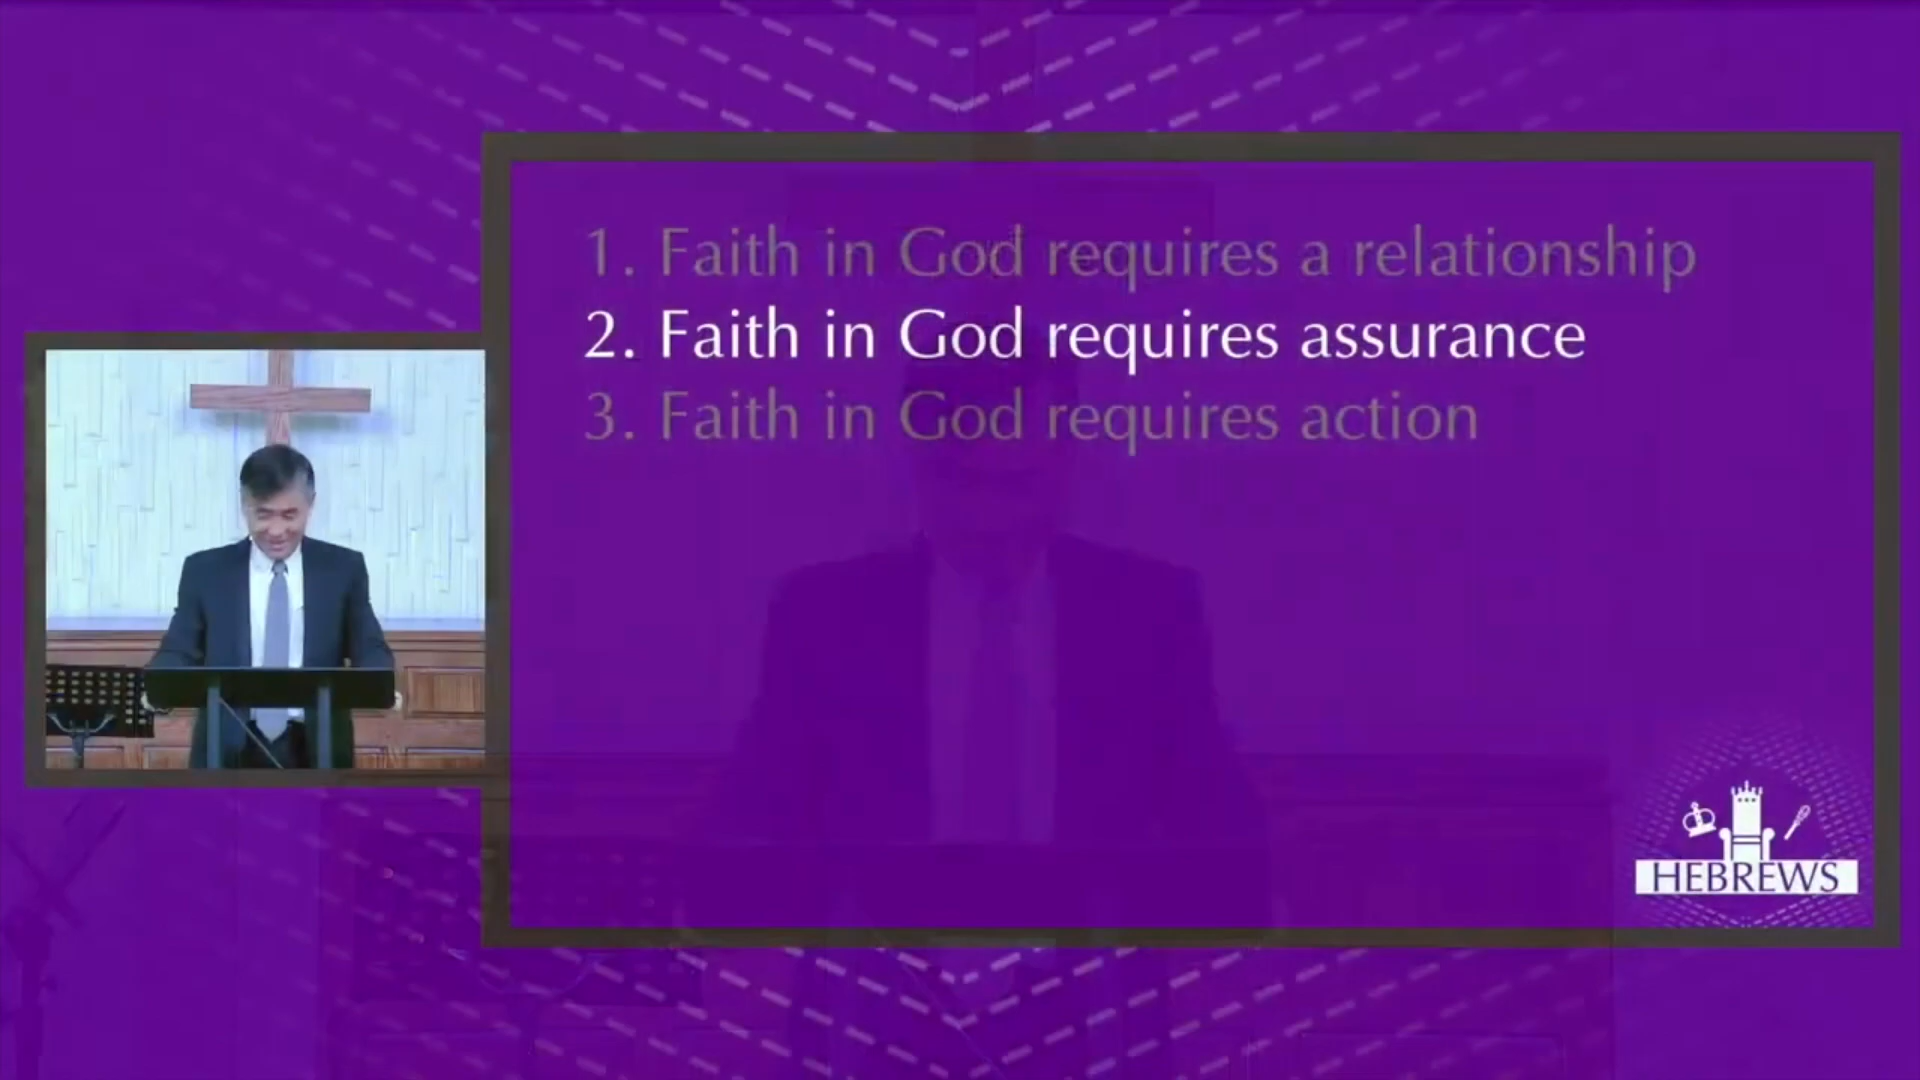 1. Faith in God requires a relationship
2. Faith in God requires assurance
3. Faith in God requires action
HEBREWS